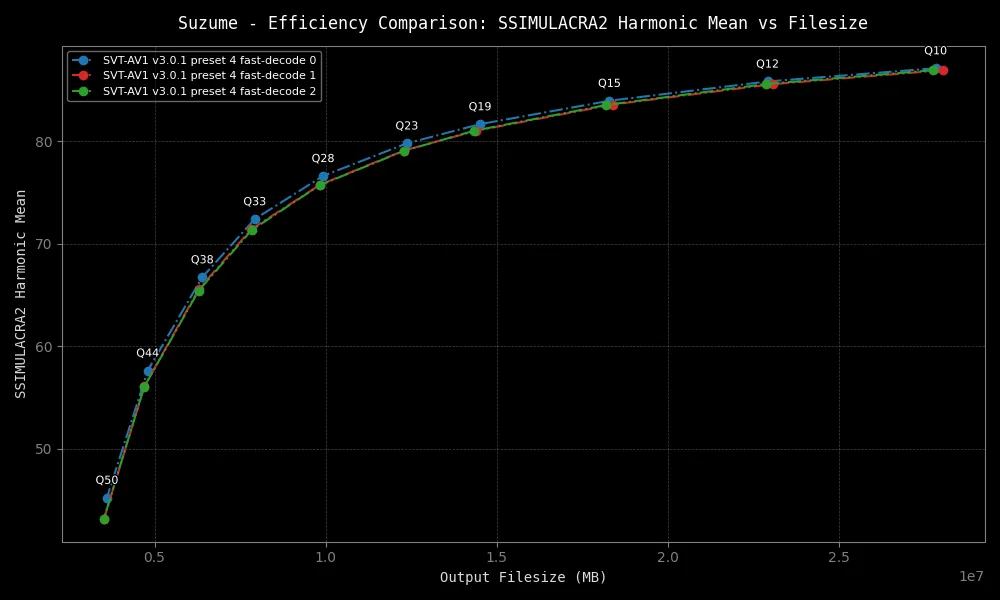 Suzume - Efficiency Comparison: SSIMULACRA2 Harmonic Mean vs Filesize
SVT-AV1 v3.0.1 preset 4 fast-decode 0
SVT-AV1 v3.0.1 preset 4 fast-decode 1
SVT-AV1 v3.0.1 preset 4 fast-decode 2
Q10
Q12
Q15
Q19
Q23
Q28
Q33
Q38
Q44
Q50
80
70
60
50
SSIMULACRA2 Harmonic Mean
0.5 1.0 1.5 2.0 2.5
1e7
Output Filesize (MB)